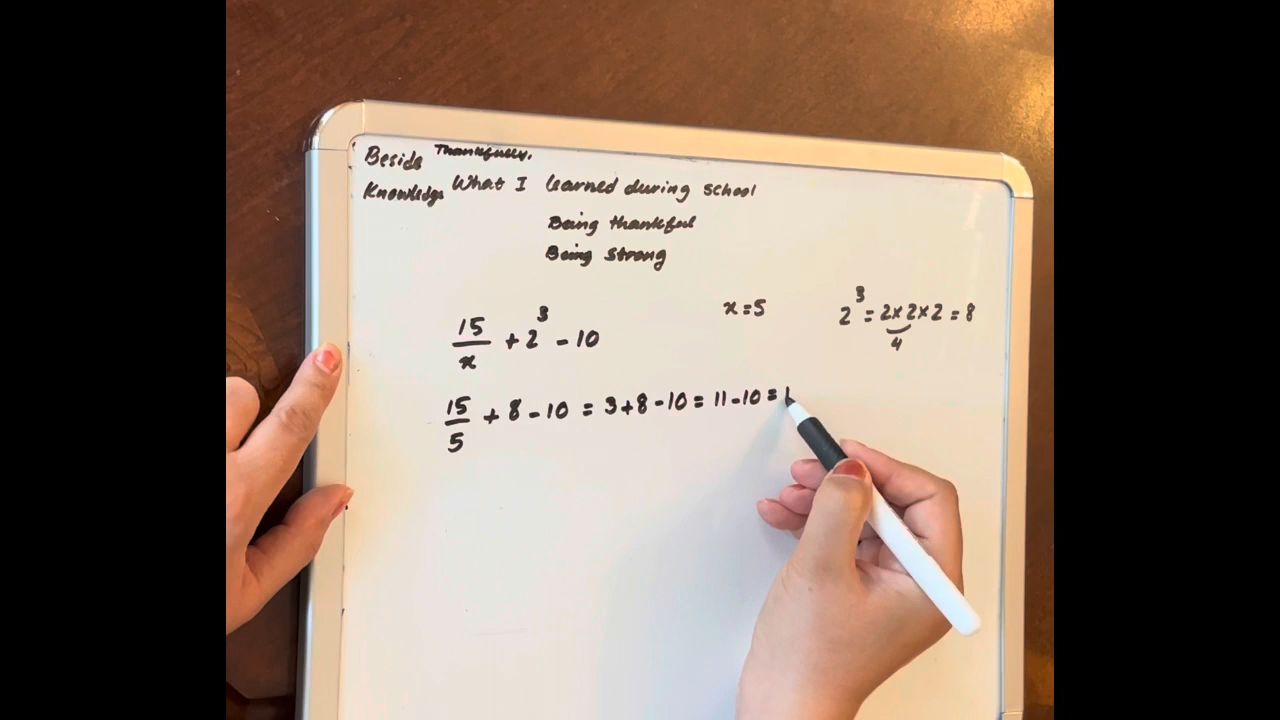 Beside Thankfully.
Knowledge What I learned during school
Being thankful
Being strong
15/x + 2³ - 10
x = 5
2³ = 2 x 2 x 2 = 8
4
15/5 + 8 - 10 = 3 + 8 - 10 = 11 - 10 = 1